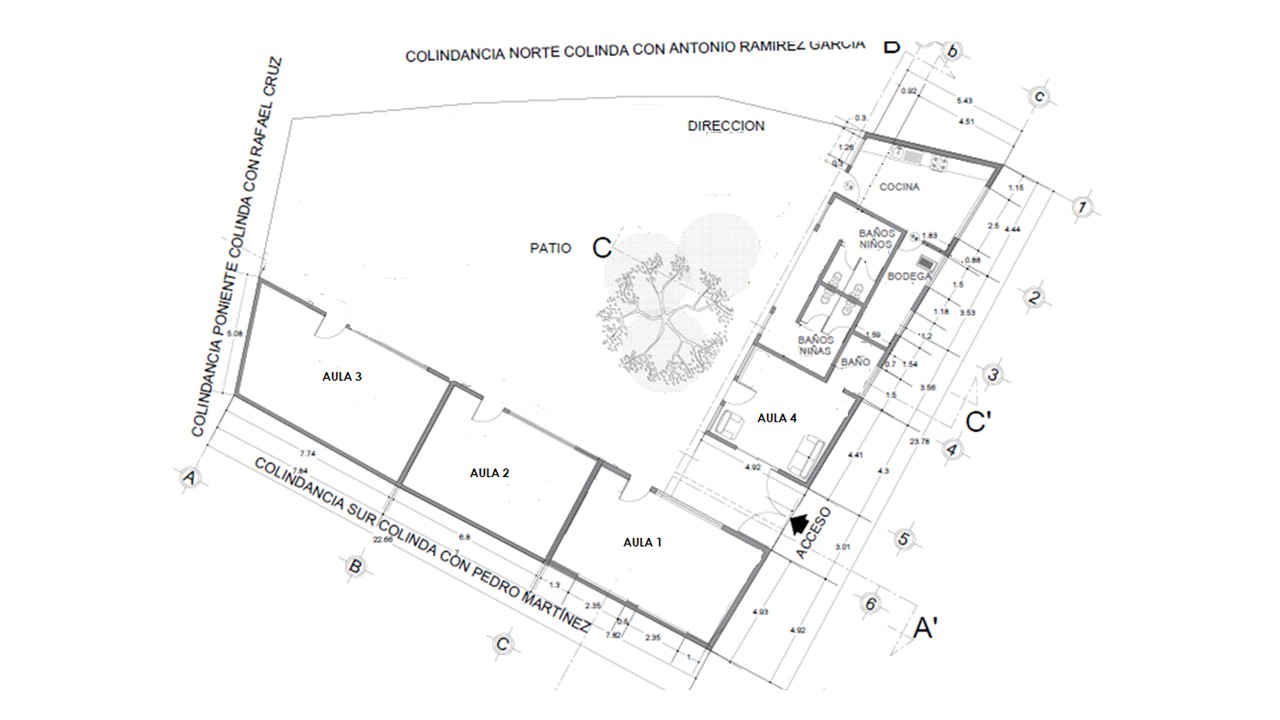 COLINDANCIA NORTE COLINDA CON ANTONIO RAMIREZ GARCIA
B
b
c
COLINDANCIA PONIENTE COLINDA CON RAFAEL CRUZ
0.92
5.43
4.51
0.3
DIRECCION
1.26
0.3
COCINA
1.15
1
2.5
4.44
PATIO
C
BAÑOS
NIÑOS
1.83
0.88
BODEGA
1.5
2
1.18
3.53
5.08
1.2
1.59
BAÑOS
NIÑAS
BAÑO
0.7
1.54
3
AULA 3
3.56
1.5
AULA 4
C'
23.78
4
7.74
7.84
4.92
4.41
4.3
A
AULA 2
COLINDANCIA SUR COLINDA CON PEDRO MARTÍNEZ
ACCESO
22.66
6.8
7
AULA 1
3.01
5
B
1.3
2.35
0.5
7.82
2.35
1
4.93
4.92
6
A'
C